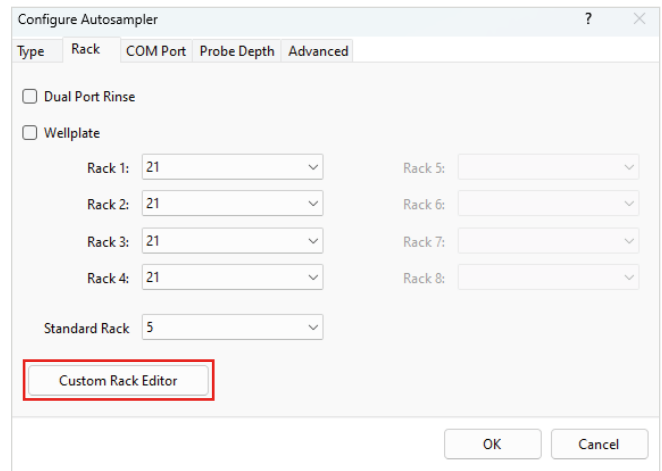 Configure Autosampler ?
Type Rack COM Port Probe Depth Advanced
Dual Port Rinse
Wellplate
Rack 1: 21 Rack 5:
Rack 2: 21 Rack 6:
Rack 3: 21 Rack 7:
Rack 4: 21 Rack 8:
Standard Rack 5
Custom Rack Editor
OK Cancel